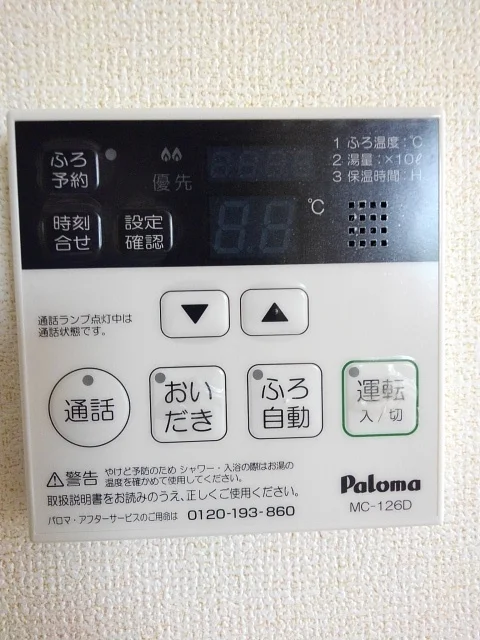 ふろ
予約
優先
1 ふろ温度:℃
2 湯量:×10ℓ
3 保温時間:H
時刻
合せ
設定
確認
℃
▼
▲
通話ランプ点灯中は
通話状態です。
通話
おい
だき
ふろ
自動
運転
入/切
⚠警告 やけど予防のため シャワー・入浴の際はお湯の
温度を確かめて使用してください。
取扱説明書をお読みのうえ、正しくご使用ください。
パロマ・アフターサービスのご用命は 0120-193-860
Paloma
MC-126D